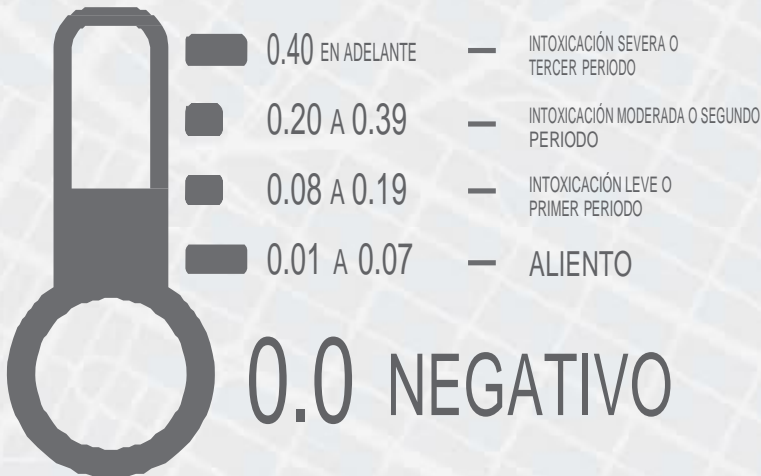 0.40 EN ADELANTE — INTOXICACIÓN SEVERA O
TERCER PERIODO
0.20 A 0.39 — INTOXICACIÓN MODERADA O SEGUNDO
PERIODO
0.08 A 0.19 — INTOXICACIÓN LEVE O
PRIMER PERIODO
0.01 A 0.07 — ALIENTO
0.0 NEGATIVO